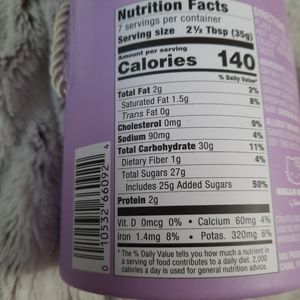 Nutrition Facts
7 servings per container
Serving size 2½ Tbsp (35g)
Amount per serving
Calories 140
% Daily Value*
Total Fat 2g 2%
Saturated Fat 1.5g 8%
Trans Fat 0g
Cholesterol 0mg 0%
Sodium 90mg 4%
Total Carbohydrate 30g 11%
Dietary Fiber 1g 4%
Total Sugars 27g
Includes 25g Added Sugars 50%
Protein 2g
Vit. D 0mcg 0% • Calcium 60mg 4%
Iron 1.4mg 8% • Potas. 320mg 6%
* The % Daily Value tells you how much a nutrient in
a serving of food contributes to a daily diet. 2,000
calories a day is used for general nutrition advice.
0 10532 66092 4